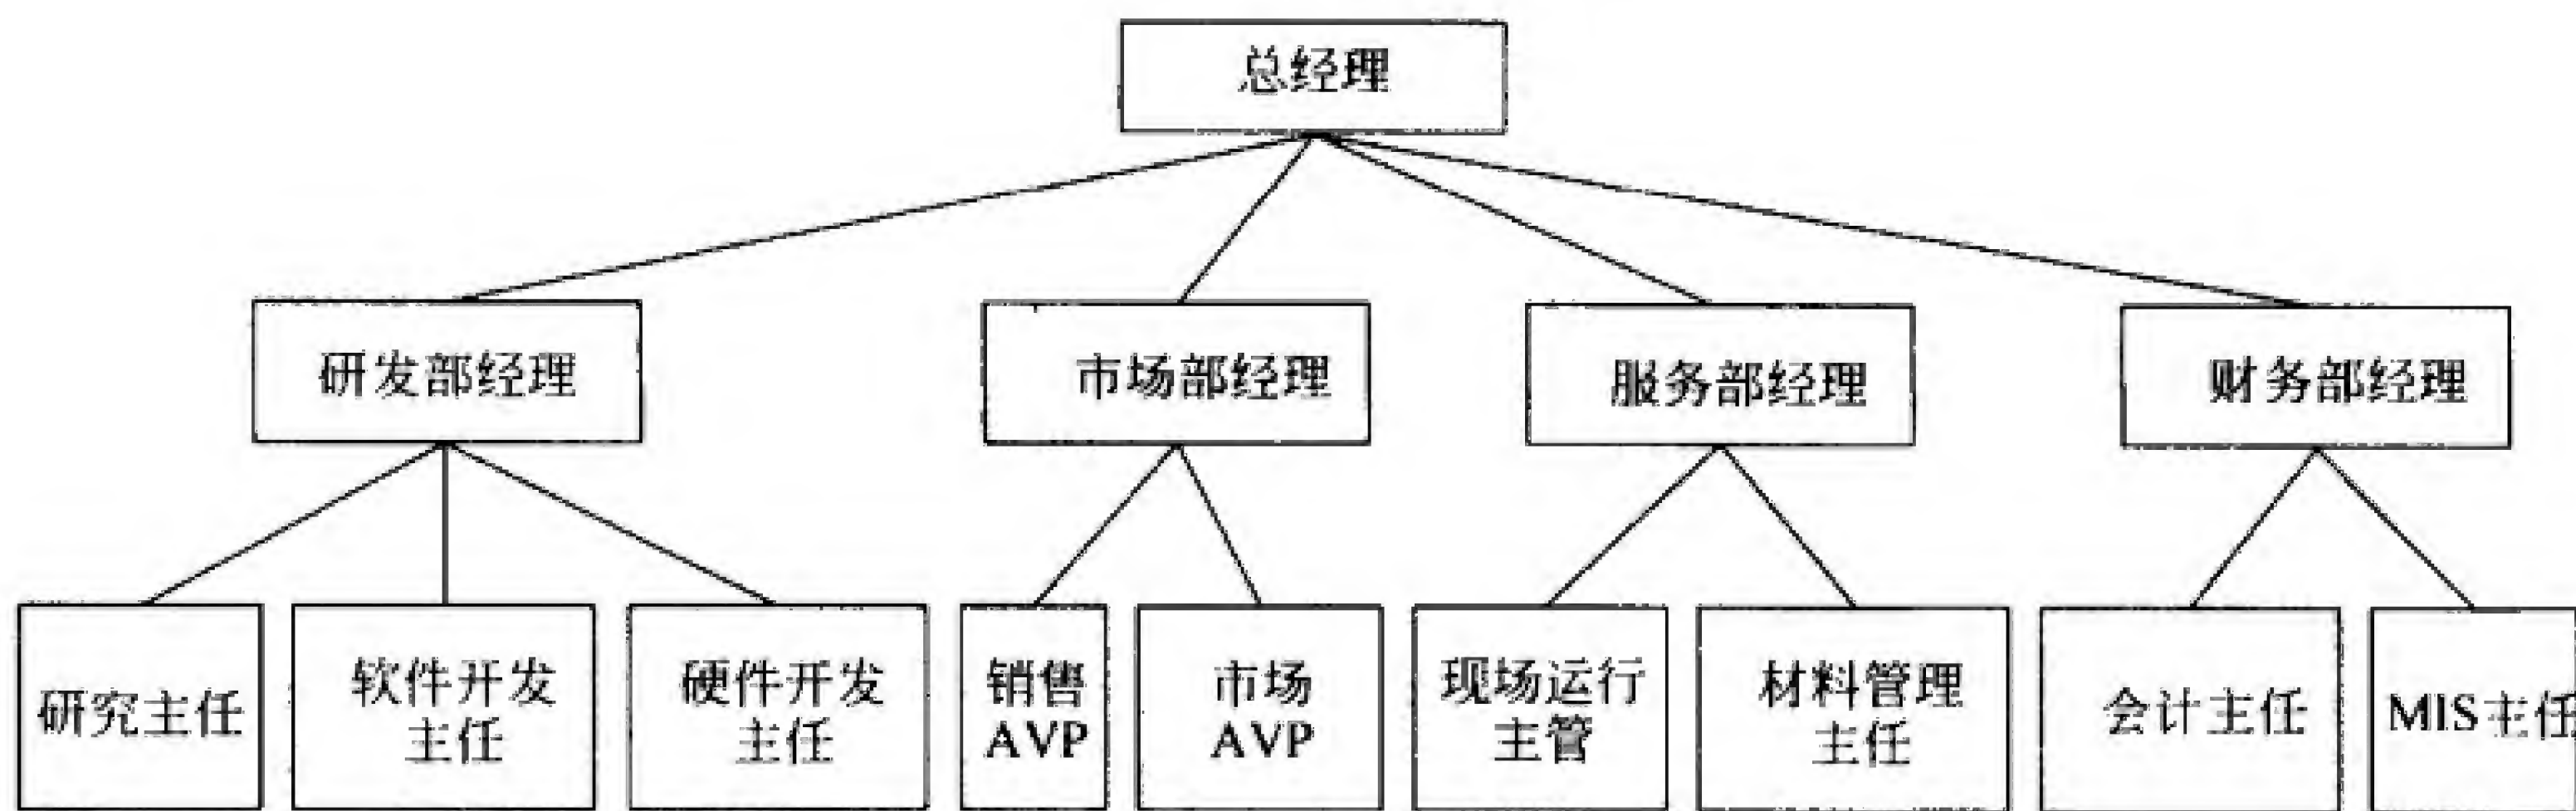 总经理
研发部经理
市场部经理
服务部经理
财务部经理
研究主任
软件开发
主任
硬件开发
主任
销售
AVP
市场
AVP
现场运行
主管
材料管理
主任
会计主任
MIS主任